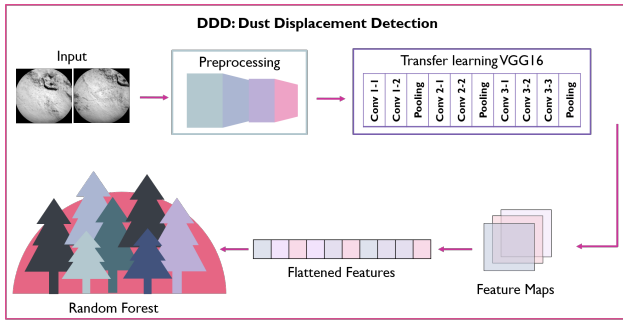 DDD: Dust Displacement Detection
Input
Preprocessing
Transfer learning VGG16
Conv 1-1
Conv 1-2
Pooling
Conv 2-1
Conv 2-2
Pooling
Conv 3-1
Conv 3-2
Conv 3-3
Pooling
Random Forest
Flattened Features
Feature Maps